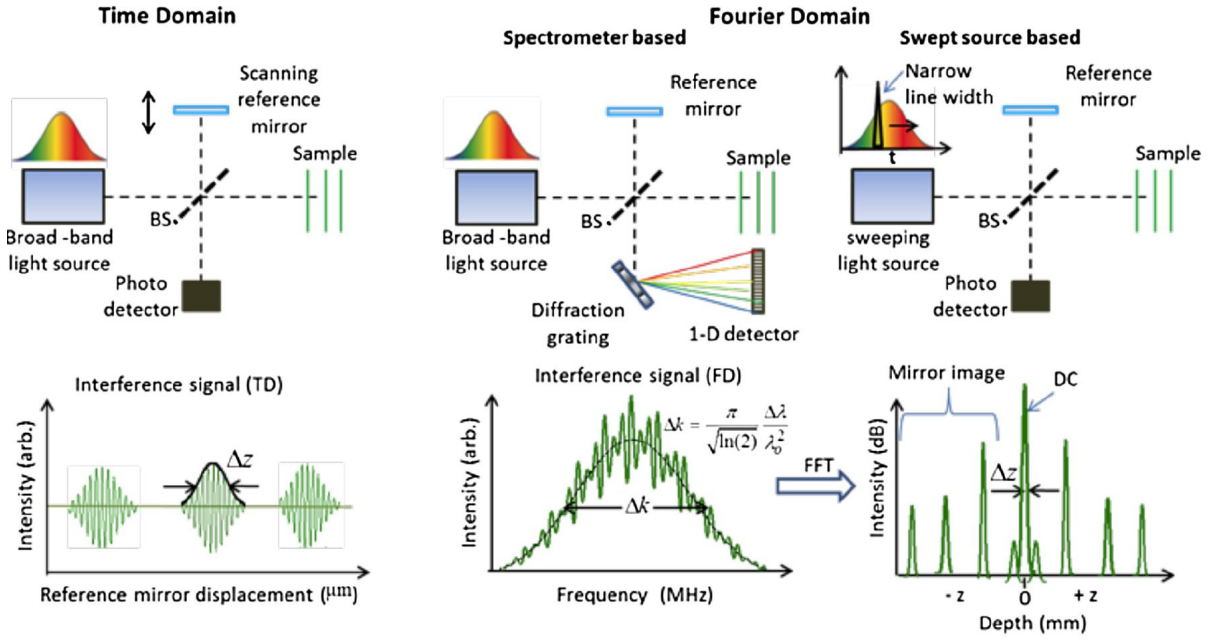 Time Domain
Fourier Domain
Spectrometer based
Swept source based
Scanning
reference
mirror
Sample
BS
Broad -band
light source
Photo
detector
Reference
mirror
Sample
BS
Broad -band
light source
Diffraction
grating
1-D detector
Narrow
line width
t
Reference
mirror
Sample
BS
sweeping
light source
Photo
detector
Interference signal (TD)
Intensity (arb.)
Δz
Reference mirror displacement (μm)
Interference signal (FD)
Intensity (arb.)
Δk = π/√ln(2) Δλ/λ₀²
Δk
Frequency (MHz)
FFT
Mirror image
DC
Intensity (dB)
Δz
- z 0 + z
Depth (mm)